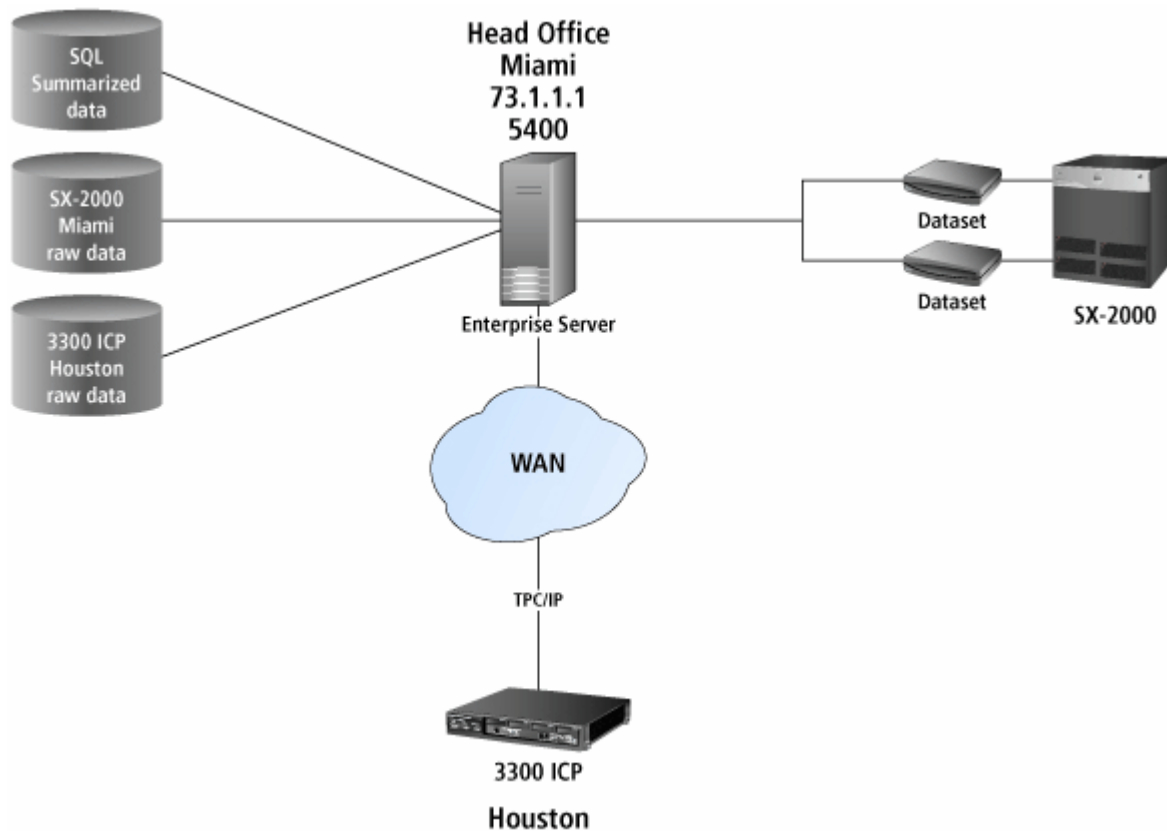 SQL
Summarized
data
SX-2000
Miami
raw data
3300 ICP
Houston
raw data
Head Office
Miami
73.1.1.1
5400
Enterprise Server
Dataset
Dataset
SX-2000
WAN
TPC/IP
3300 ICP
Houston